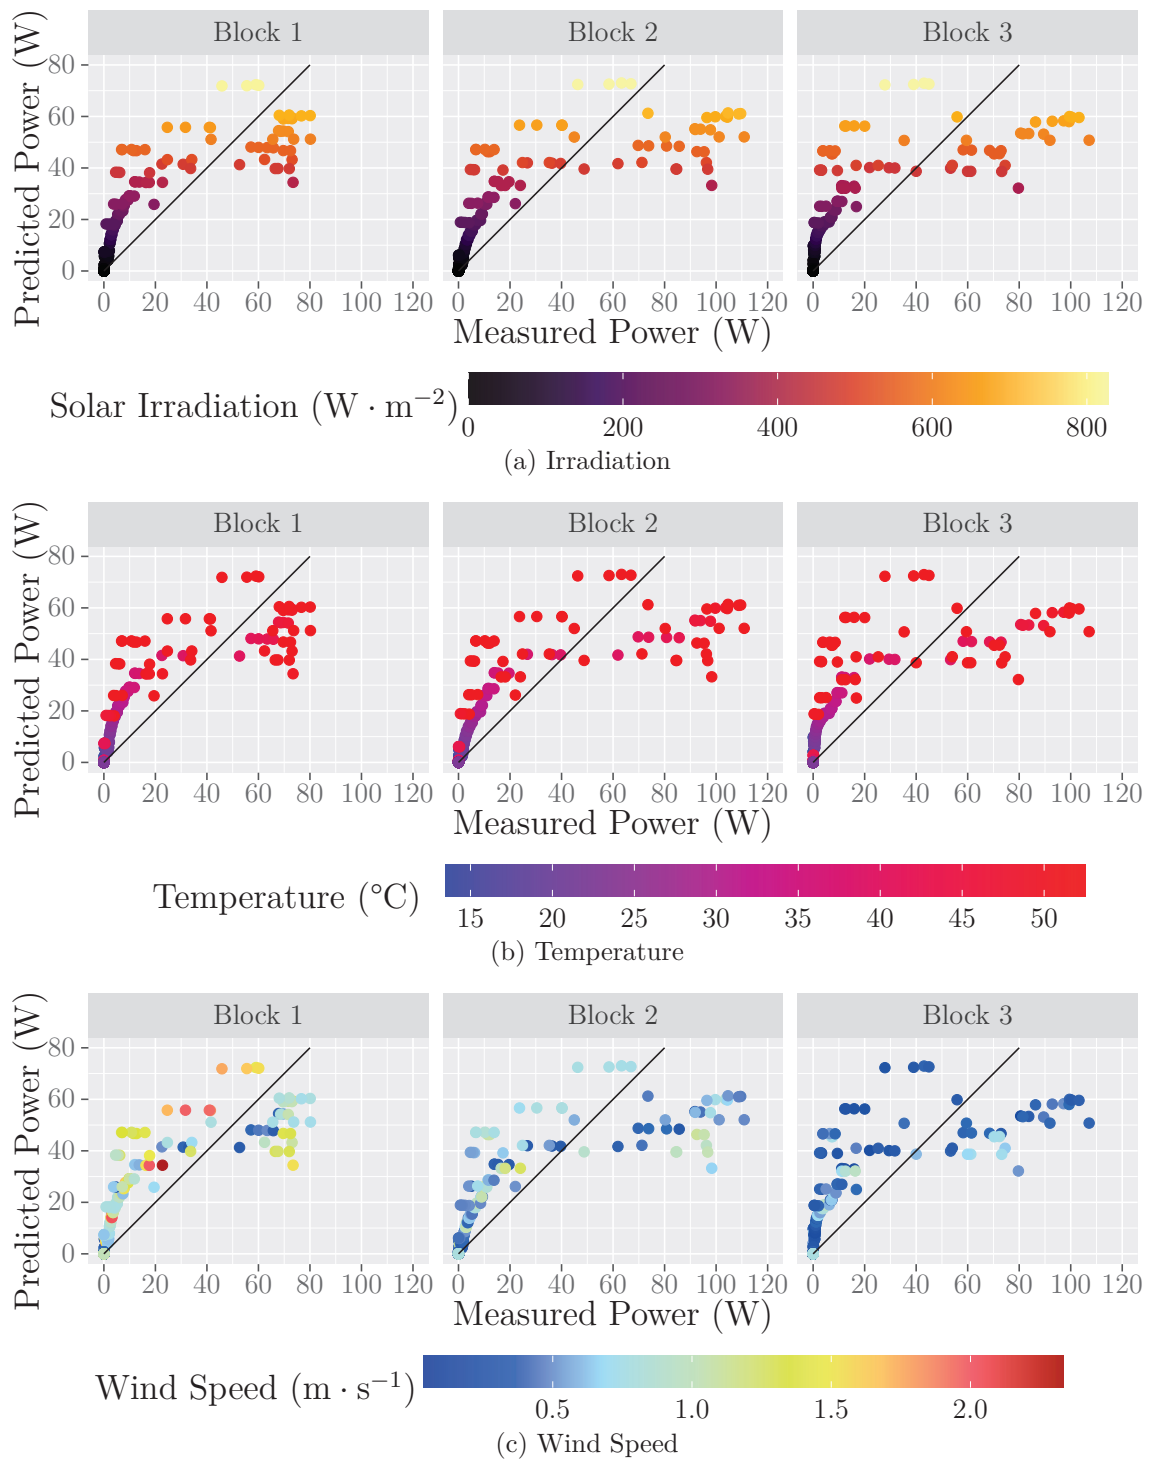 Block 1 Block 2 Block 3
Predicted Power (W)
80
60
40
20
0
0 20 40 60 80 100 120 0 20 40 60 80 100 120 0 20 40 60 80 100 120
Measured Power (W)
Solar Irradiation (W · m⁻²)
0 200 400 600 800
(a) Irradiation
Block 1 Block 2 Block 3
Predicted Power (W)
80
60
40
20
0
0 20 40 60 80 100 120 0 20 40 60 80 100 120 0 20 40 60 80 100 120
Measured Power (W)
Temperature (°C)
15 20 25 30 35 40 45 50
(b) Temperature
Block 1 Block 2 Block 3
Predicted Power (W)
80
60
40
20
0
0 20 40 60 80 100 120 0 20 40 60 80 100 120 0 20 40 60 80 100 120
Measured Power (W)
Wind Speed (m · s⁻¹)
0.5 1.0 1.5 2.0
(c) Wind Speed